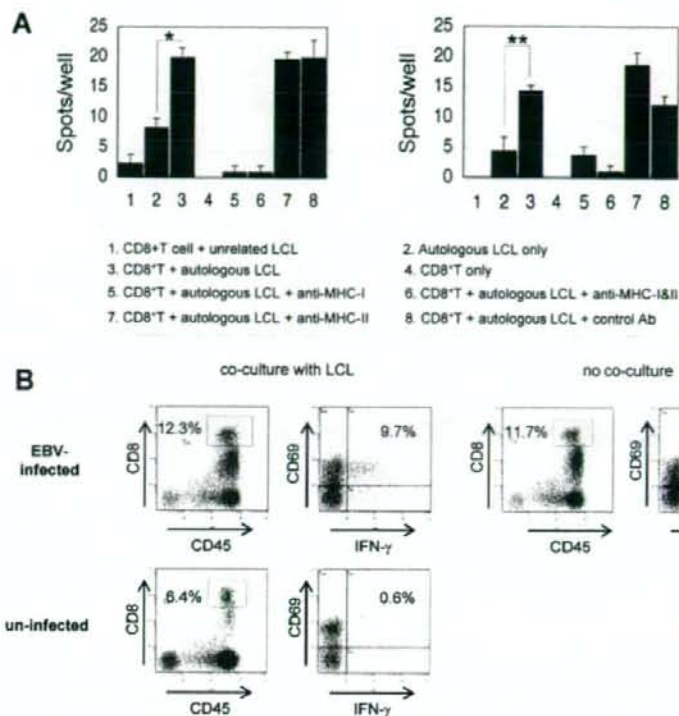 A
Spots/well
25
20
15
10
5
0
*
1 2 3 4 5 6 7 8
Spots/well
25
20
15
10
5
0
**
1 2 3 4 5 6 7 8
1. CD8+T cell + unrelated LCL
2. Autologous LCL only
3. CD8+T + autologous LCL
4. CD8+T only
5. CD8+T + autologous LCL + anti-MHC-I
6. CD8+T + autologous LCL + anti-MHC-I&II
7. CD8+T + autologous LCL + anti-MHC-II
8. CD8+T + autologous LCL + control Ab
B
co-culture with LCL
no co-culture
EBV-
infected
12.3%
CD8
CD45
9.7%
CD69
IFN-γ
11.7%
CD8
CD45
CD69
un-infected
6.4%
CD8
CD45
0.6%
CD69
IFN-γ